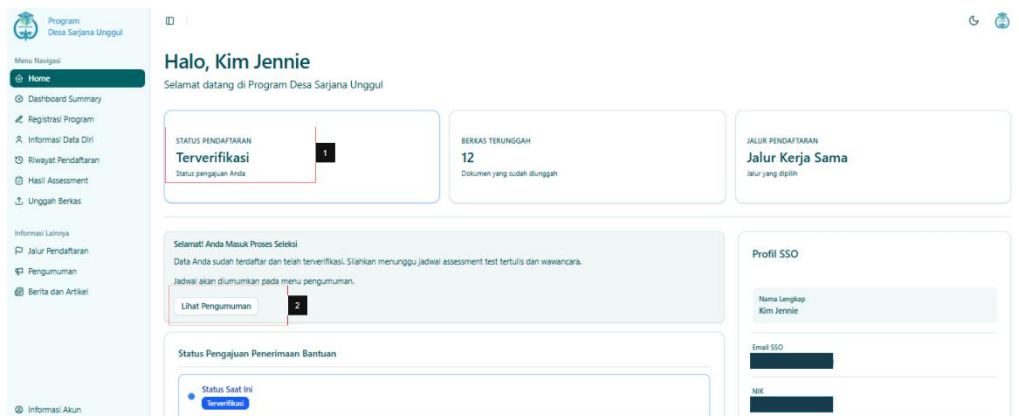 Program
Desa Sarjana Unggul
Menu Navigasi
Home
Dashboard Summary
Registrasi Program
Informasi Data Diri
Riwayat Pendaftaran
Hasil Assessment
Unggah Berkas
Informasi Lainnya
Jalur Pendaftaran
Pengumuman
Berita dan Artikel
Informasi Akun
Halo, Kim Jennie
Selamat datang di Program Desa Sarjana Unggul
STATUS PENDAFTARAN
Terverifikasi
Status pengajuan Anda
1
BERKAS TERUNGGAH
12
Dokumen yang sudah diunggah
JALUR PENDAFTARAN
Jalur Kerja Sama
Jalur yang dipilih
Selamat! Anda Masuk Proses Seleksi
Data Anda sudah terdaftar dan telah terverifikasi. Silahkan menunggu jadwal assessment test tertulis dan wawancara.
Jadwal akan diumumkan pada menu pengumuman.
Lihat Pengumuman
2
Status Pengajuan Penerimaan Bantuan
Status Saat Ini
Terverifikasi
Profil SSO
Nama Lengkap
Kim Jennie
Email SSO
NIK